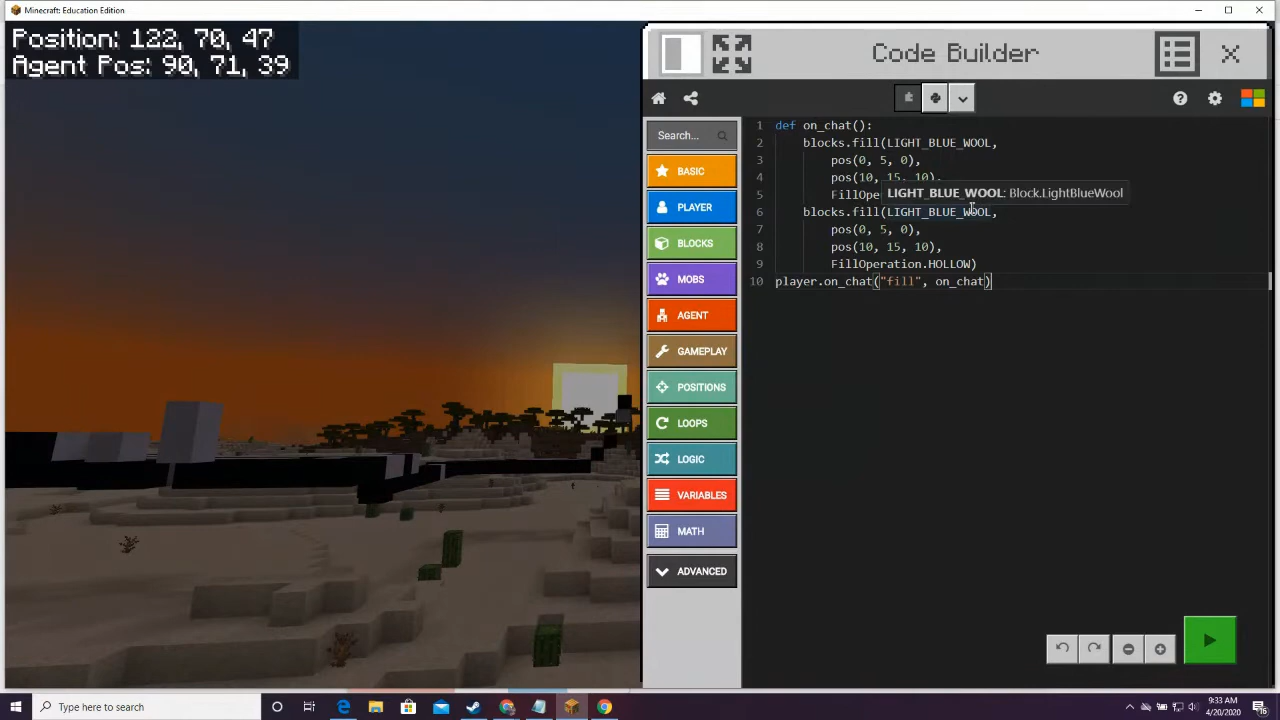 Minecraft: Education Edition
Position: 122, 70, 47
Agent Pos: 90, 71, 39
Code Builder
Search...
BASIC
PLAYER
BLOCKS
MOBS
AGENT
GAMEPLAY
POSITIONS
LOOPS
LOGIC
VARIABLES
MATH
ADVANCED
1 def on_chat():
2 blocks.fill(LIGHT_BLUE_WOOL,
3 pos(0, 5, 0),
4 pos(10, 15, 10),
5 FillOpe
LIGHT_BLUE_WOOL: Block.LightBlueWool
6 blocks.fill(LIGHT_BLUE_WOOL,
7 pos(0, 5, 0),
8 pos(10, 15, 10),
9 FillOperation.HOLLOW)
10 player.on_chat("fill", on_chat)
Type here to search
9:33 AM
4/20/2020